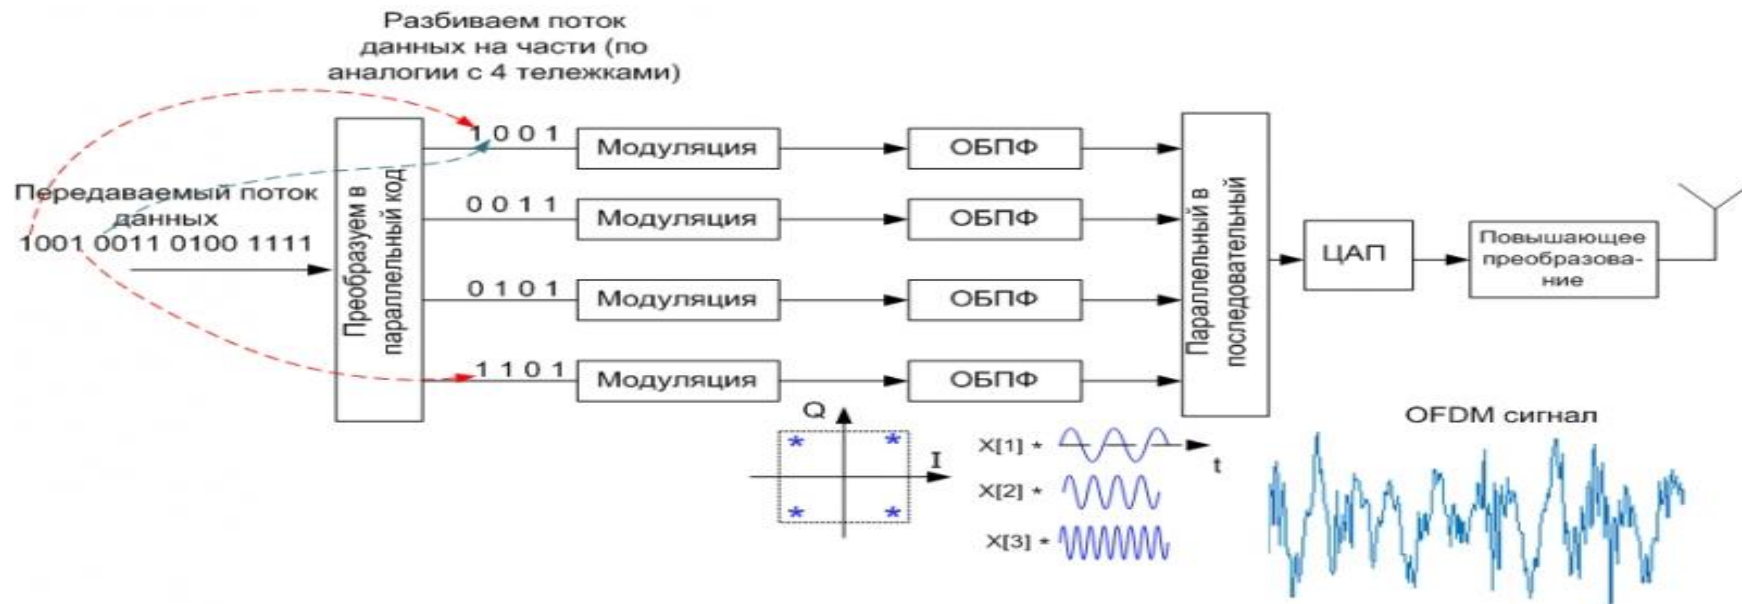 Разбиваем поток
данных на части (по
аналогии с 4 тележками)
Передаваемый поток
данных
1001 0011 0100 1111
Преобразуем в
параллельный код
1 0 0 1
Модуляция
ОБПФ
0 0 1 1
Модуляция
ОБПФ
0 1 0 1
Модуляция
ОБПФ
1 1 0 1
Модуляция
ОБПФ
Параллельный в
последовательный
ЦАП
Повышающее
преобразова-
ние
Q
I
X[1] *
t
X[2] *
X[3] *
OFDM сигнал